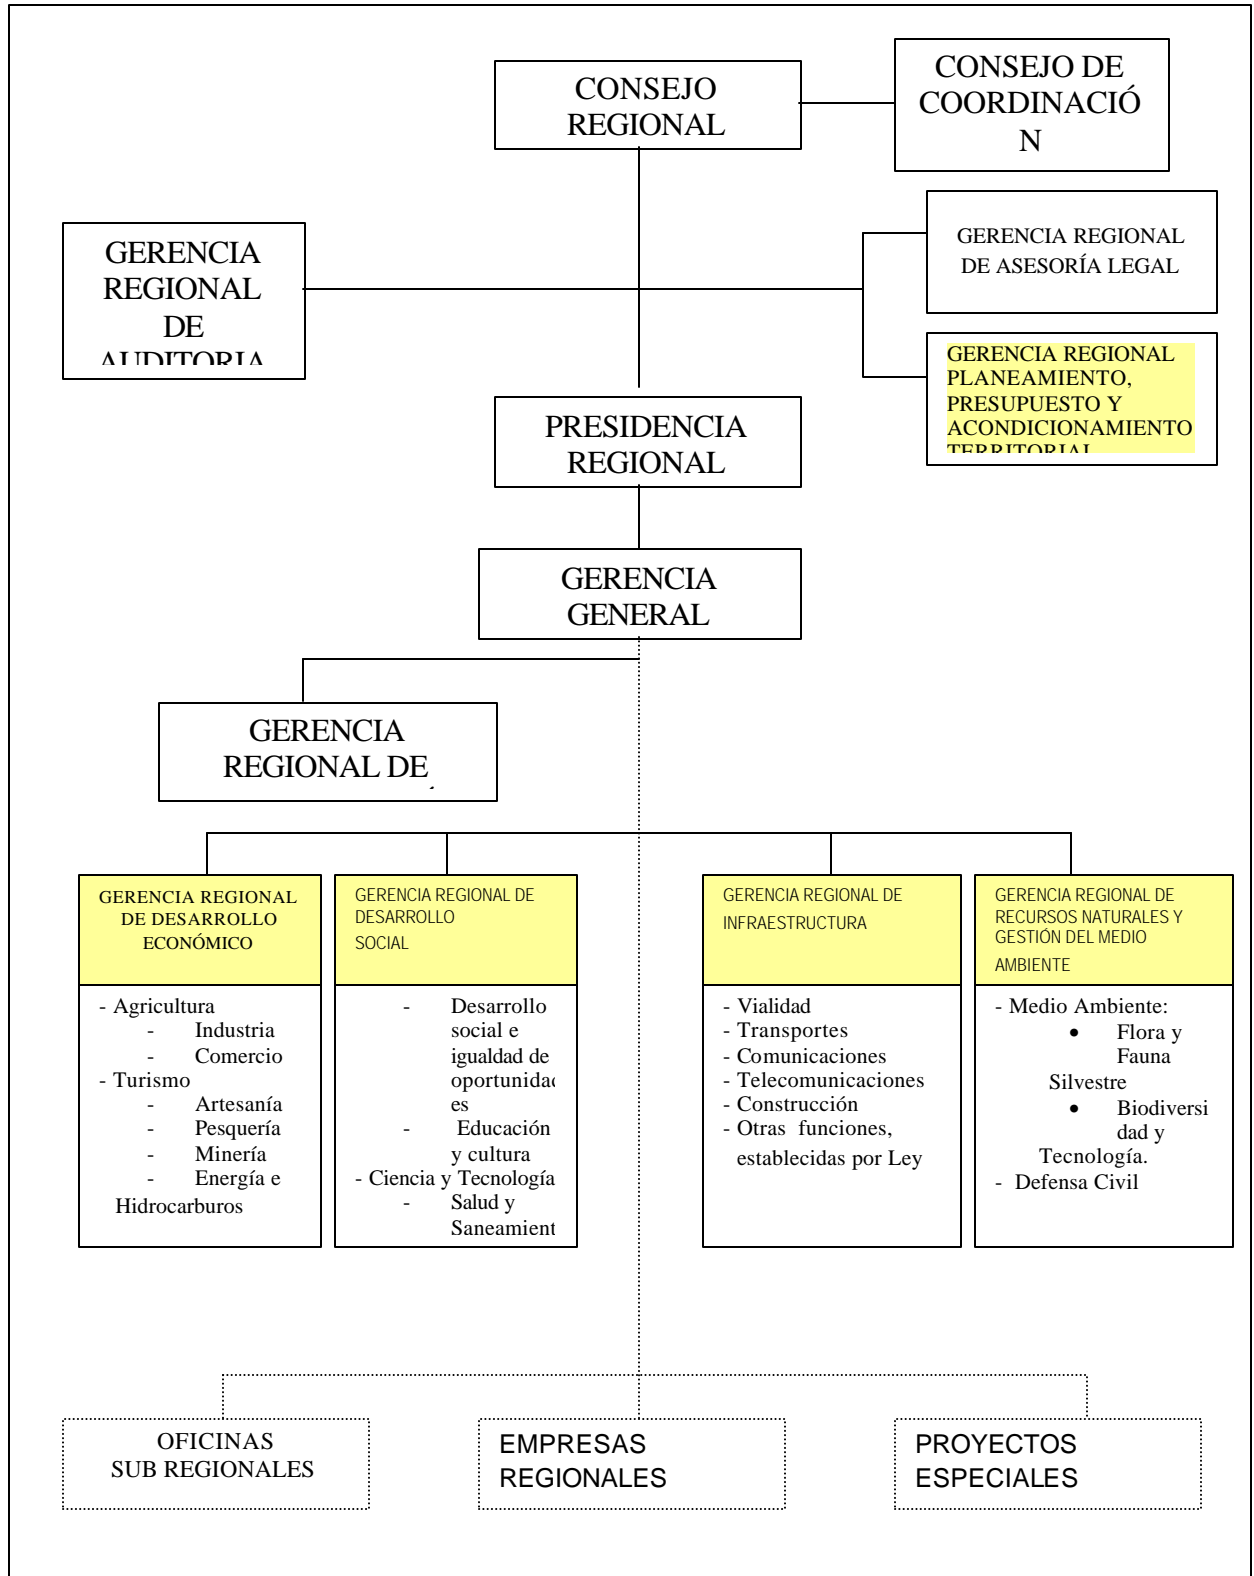 CONSEJO
REGIONAL
CONSEJO DE
COORDINACIÓ
N
GERENCIA
REGIONAL
DE
AUDITORIA
GERENCIA REGIONAL
DE ASESORÍA LEGAL
GERENCIA REGIONAL
PLANEAMIENTO,
PRESUPUESTO Y
ACONDICIONAMIENTO
TERRITORIAL
PRESIDENCIA
REGIONAL
GERENCIA
GENERAL
GERENCIA
REGIONAL DE
GERENCIA REGIONAL
DE DESARROLLO
ECONÓMICO
- Agricultura
- Industria
- Comercio
- Turismo
- Artesanía
- Pesquería
- Minería
- Energía e
Hidrocarburos
GERENCIA REGIONAL DE
DESARROLLO
SOCIAL
- Desarrollo
social e
igualdad de
oportunidad
es
- Educación
y cultura
- Ciencia y Tecnología
- Salud y
Saneamient
GERENCIA REGIONAL DE
INFRAESTRUCTURA
- Vialidad
- Transportes
- Comunicaciones
- Telecomunicaciones
- Construcción
- Otras funciones,
establecidas por Ley
GERENCIA REGIONAL DE
RECURSOS NATURALES Y
GESTIÓN DEL MEDIO
AMBIENTE
- Medio Ambiente:
• Flora y
Fauna
Silvestre
• Biodiversi
dad y
Tecnología.
- Defensa Civil
OFICINAS
SUB REGIONALES
EMPRESAS
REGIONALES
PROYECTOS
ESPECIALES